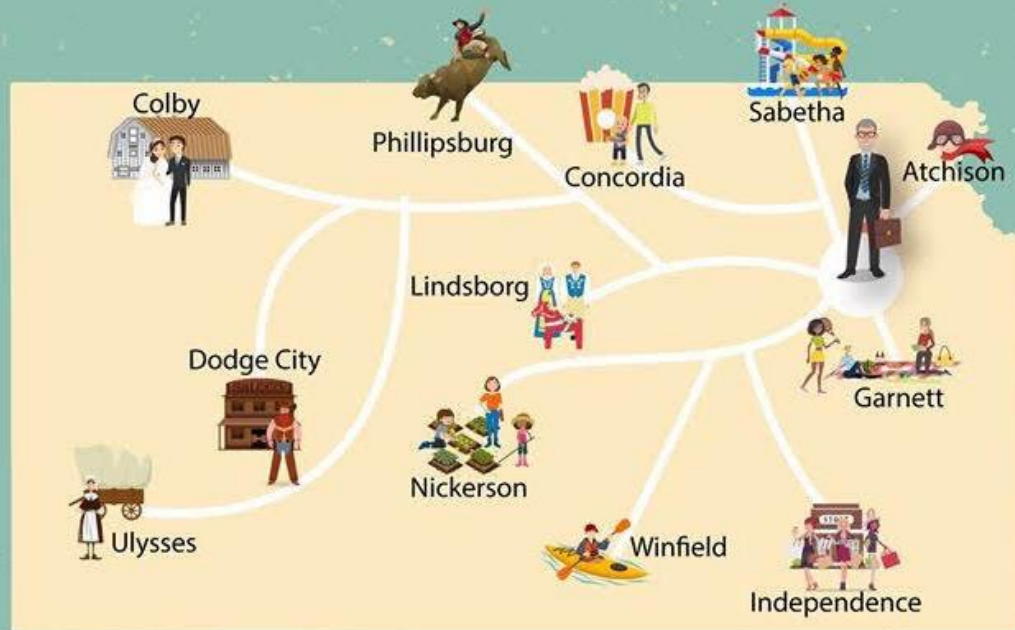 Colby
Phillipsburg
Concordia
Sabetha
Atchison
Lindsborg
Dodge City
Garnett
Nickerson
Ulysses
Winfield
Independence